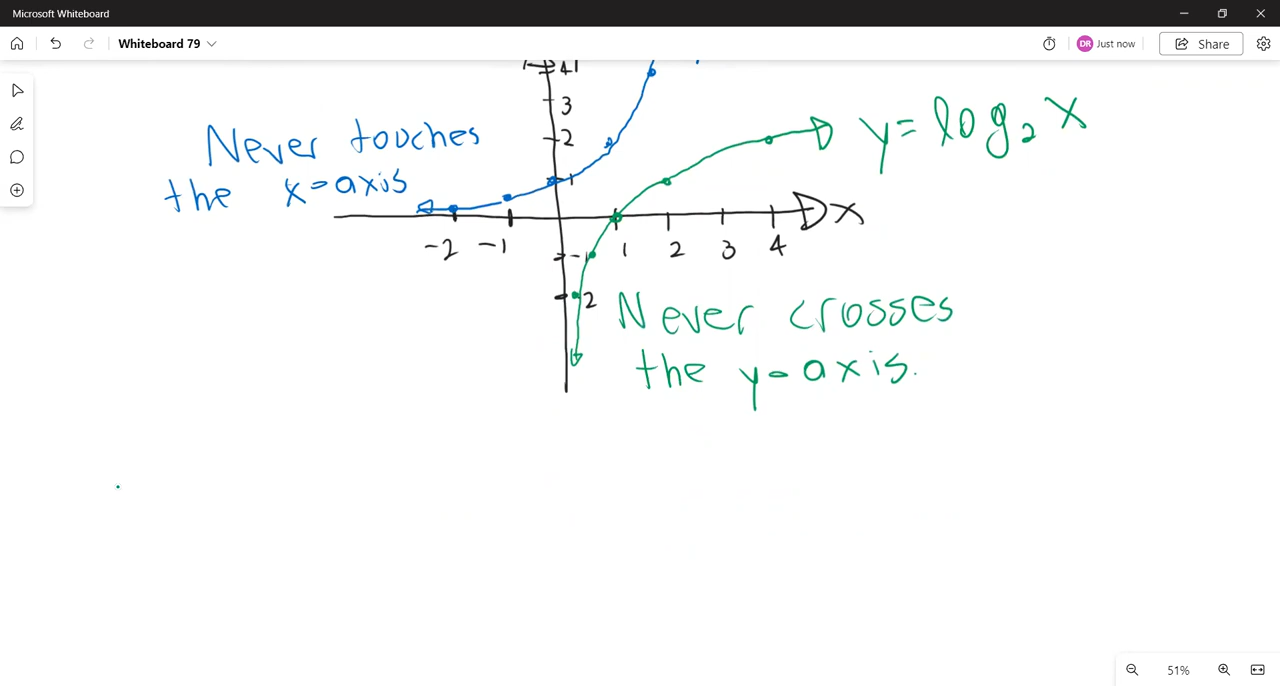 Microsoft Whiteboard
Whiteboard 79
DR Just now
Share
4
3
2
1
Never touches
the x-axis
y = log₂ x
x
-2 -1 1 2 3 4
-1
2
Never crosses
the y-axis.
51%